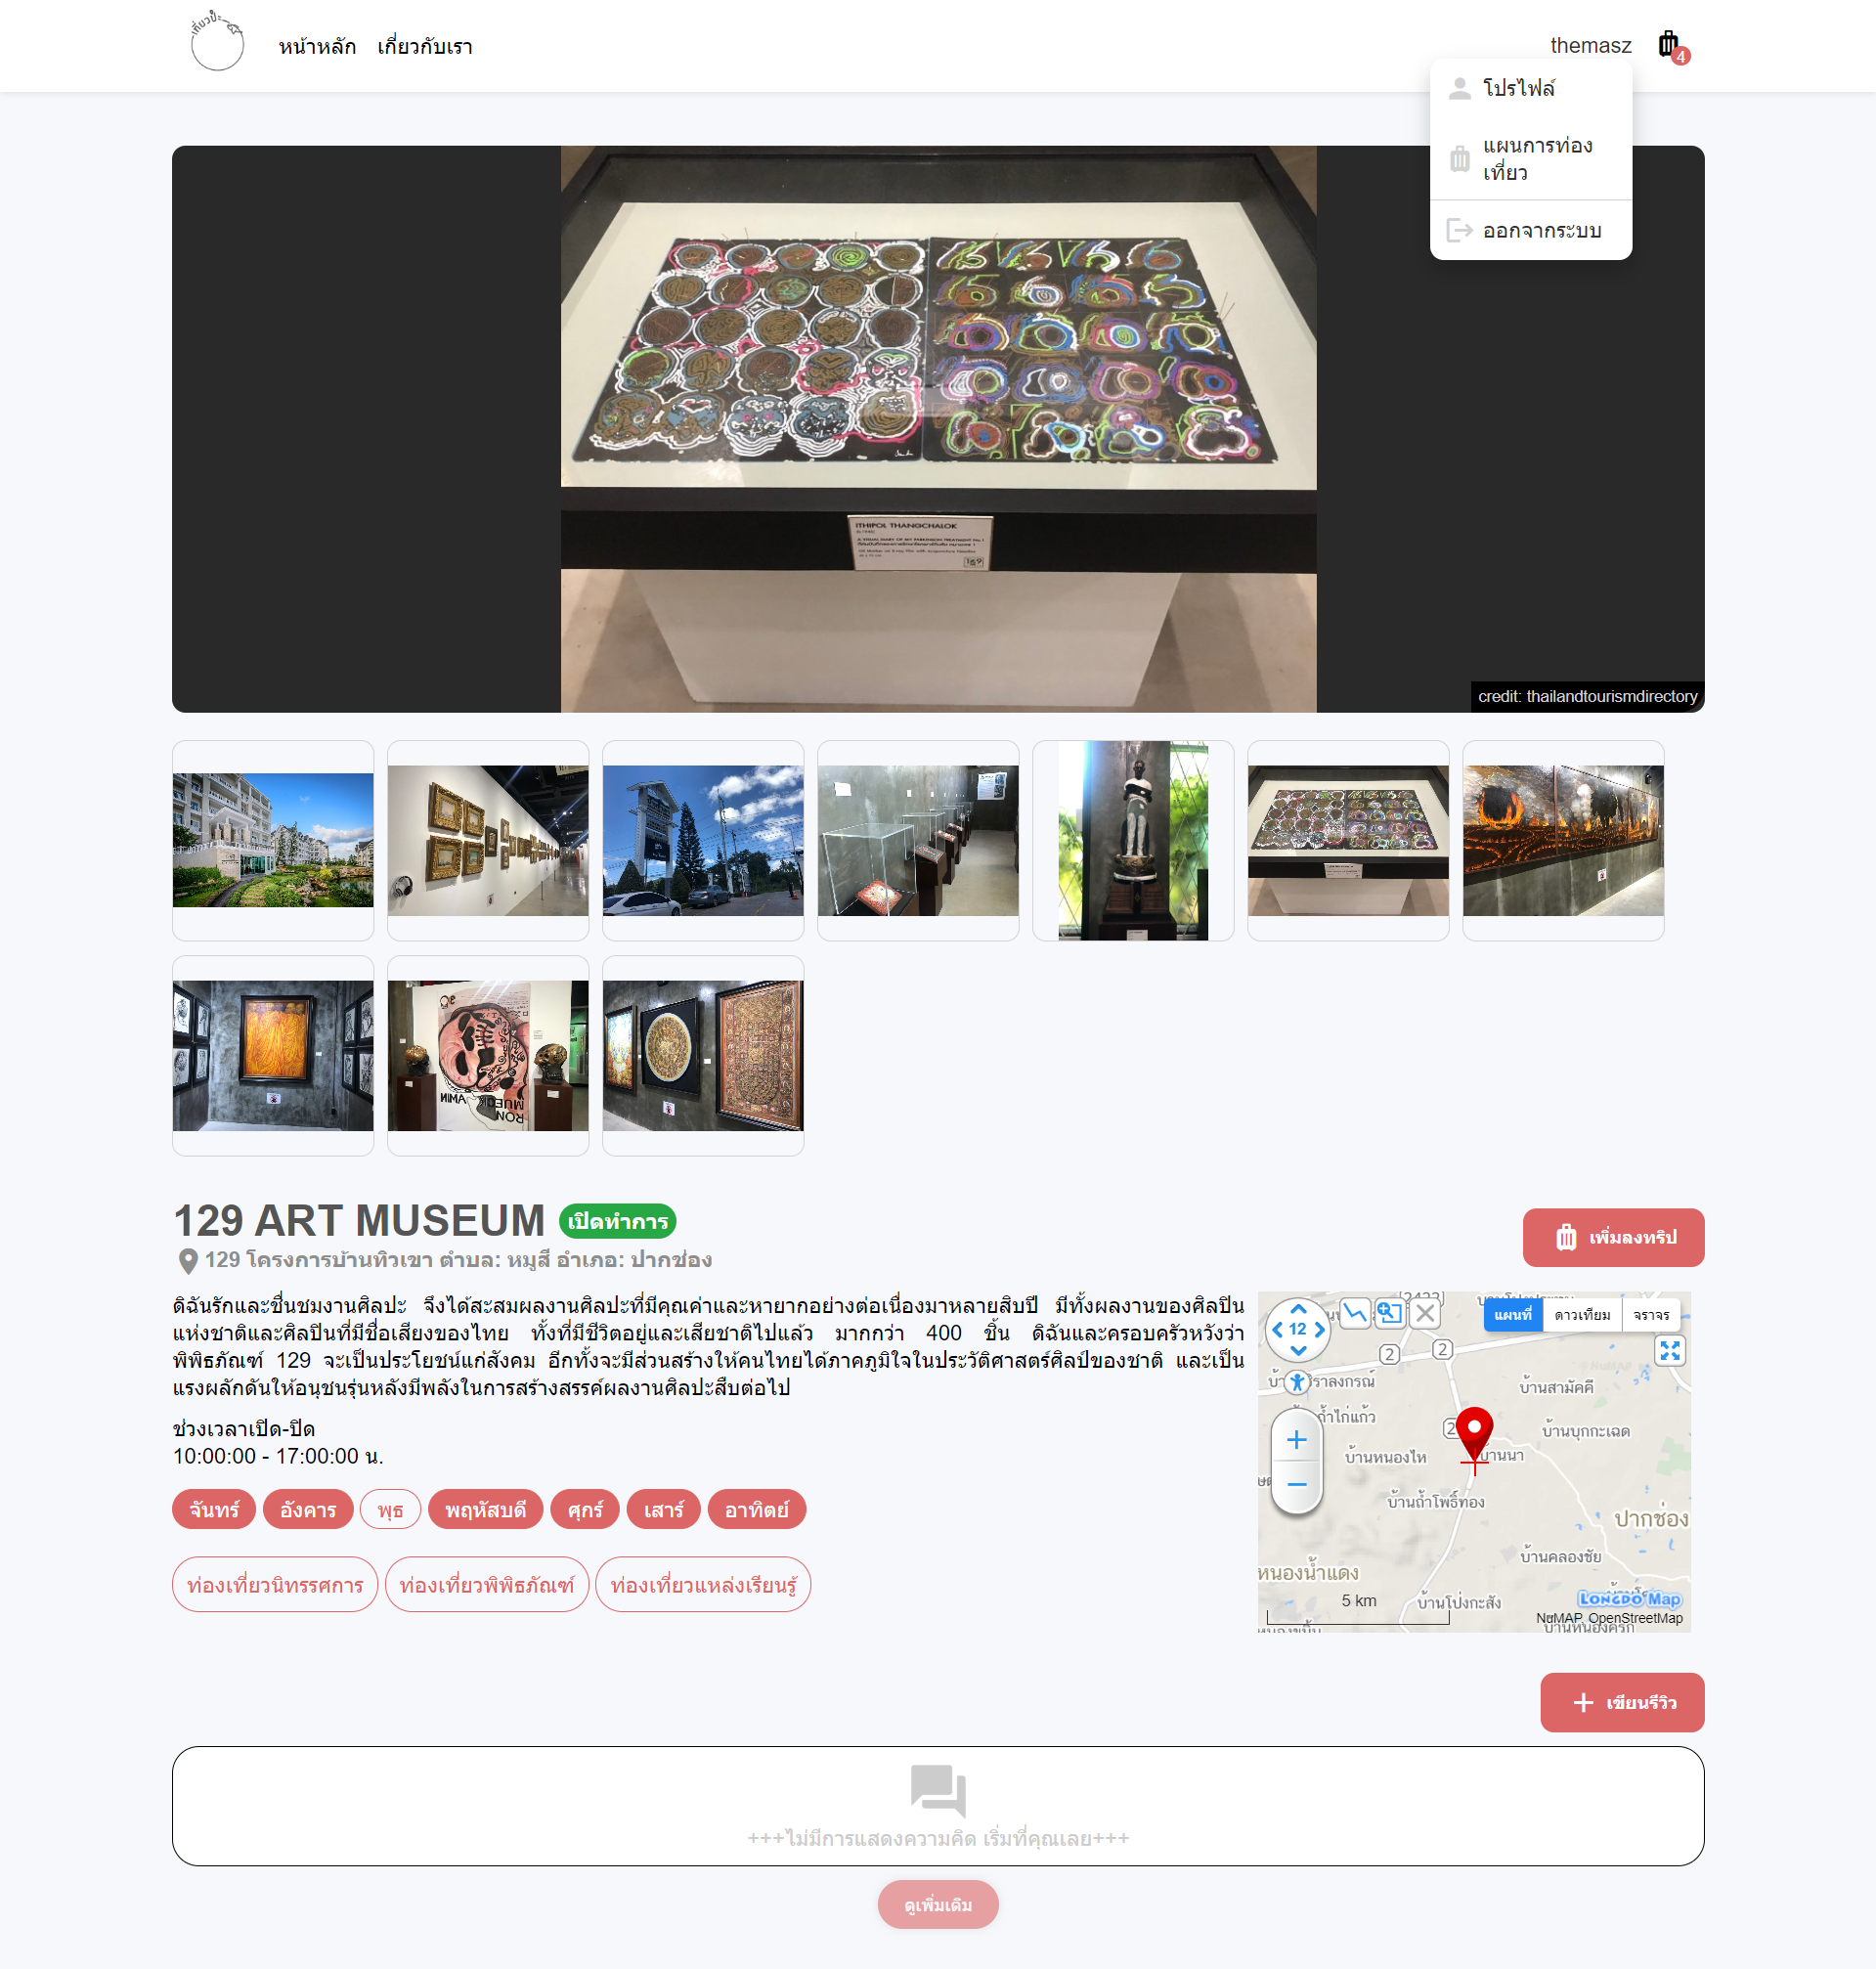 เที่ยวปะ
หน้าหลัก เกี่ยวกับเรา
themasz
4
โปรไฟล์
แผนการท่อง
เที่ยว
ออกจากระบบ
ITHIPOL THANGCHALOK
credit: thailandtourismdirectory
129 ART MUSEUM เปิดทำการ
เพิ่มลงทริป
129 โครงการบ้านทิวเขา ตำบล: หมูสี อำเภอ: ปากช่อง
ดิฉันรักและชื่นชมงานศิลปะ จึงได้สะสมผลงานศิลปะที่มีคุณค่าและหายากอย่างต่อเนื่องมาหลายสิบปี มีทั้งผลงานของศิลปิน
แห่งชาติและศิลปินที่มีชื่อเสียงของไทย ทั้งที่มีชีวิตอยู่และเสียชาติไปแล้ว มากกว่า 400 ชิ้น ดิฉันและครอบครัวหวังว่า
พิพิธภัณฑ์ 129 จะเป็นประโยชน์แก่สังคม อีกทั้งจะมีส่วนสร้างให้คนไทยได้ภาคภูมิใจในประวัติศาสตร์ศิลป์ของชาติ และเป็น
แรงผลักดันให้อนุชนรุ่นหลังมีพลังในการสร้างสรรค์ผลงานศิลปะสืบต่อไป
ช่วงเวลาเปิด-ปิด
10:00:00 - 17:00:00 น.
จันทร์ อังคาร พุธ พฤหัสบดี ศุกร์ เสาร์ อาทิตย์
ท่องเที่ยวนิทรรศการ ท่องเที่ยวพิพิธภัณฑ์ ท่องเที่ยวแหล่งเรียนรู้
12
แผนที่ ดาวเทียม จราจร
2 2
บ้านสามัคคี
ถ้ำไก่แก้ว
2
บ้านบุกกะเฉด
บ้านหนองไห
บ้านนา
บ้านถ้ำโพธิ์ทอง
ปากช่อง
บ้านคลองชัย
หนองน้ำแดง
5 km
บ้านโป่งกะสัง
LONGDO Map
NuMAP, OpenStreetMap
เขียนรีวิว
+++ไม่มีการแสดงความคิด เริ่มที่คุณเลย+++
ดูเพิ่มเติม